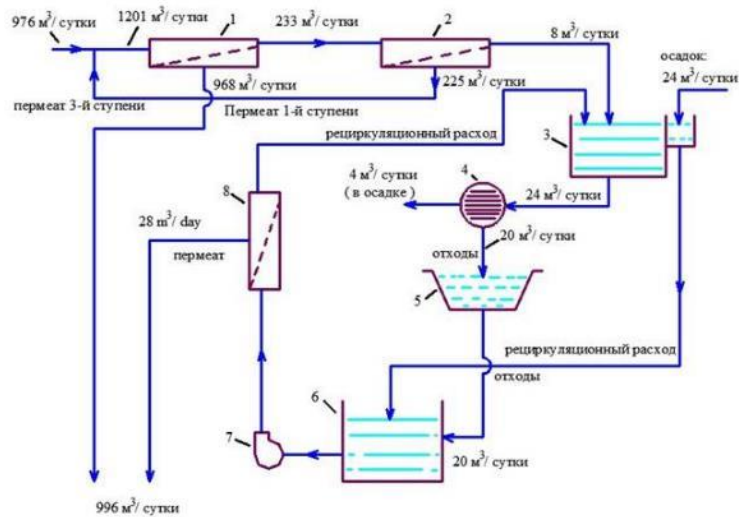 976 м³/сутки
1201 м³/сутки
1
233 м³/сутки
2
8 м³/сутки
осадок:
24 м³/сутки
968 м³/сутки
225 м³/сутки
пермеат 3-й ступени
Пермеат 1-й ступени
рециркуляционный расход
3
4 м³/сутки
( в осадке)
4
24 м³/сутки
8
28 m³/ day
пермеат
20 м³/сутки
отходы
5
рециркуляционный расход
отходы
6
7
20 м³/сутки
996 м³/сутки